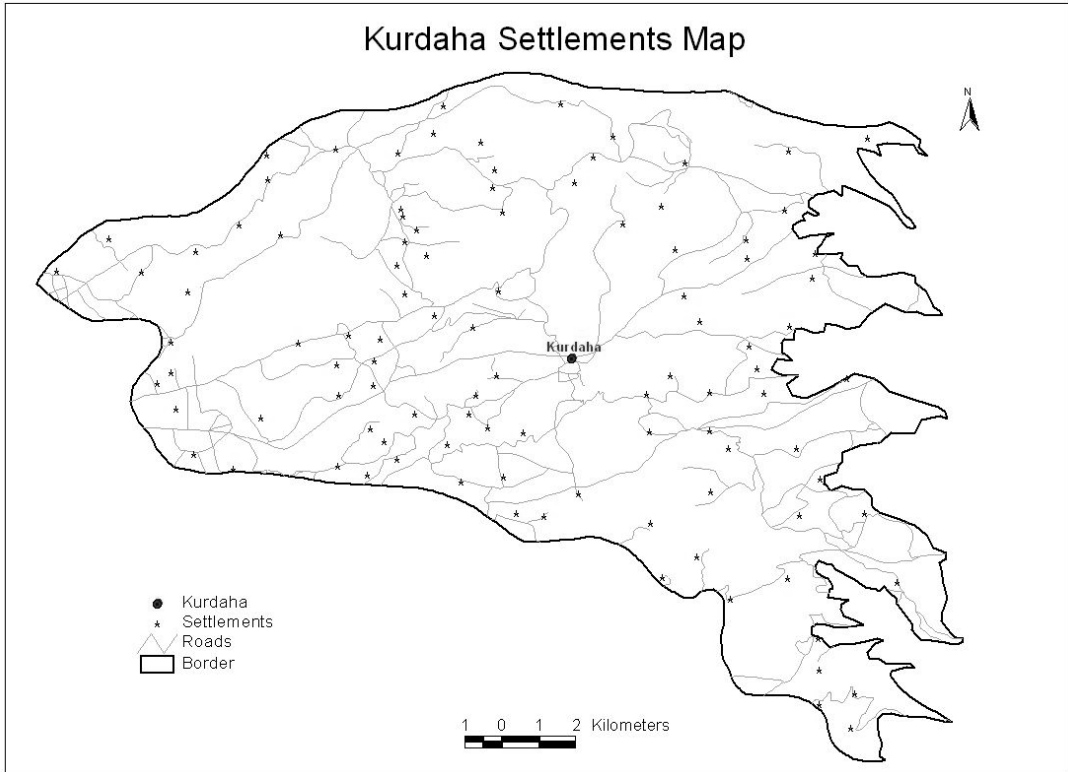 Kurdaha Settlements Map
N
Kurdaha
Kurdaha
Settlements
Roads
Border
1 0 1 2 Kilometers